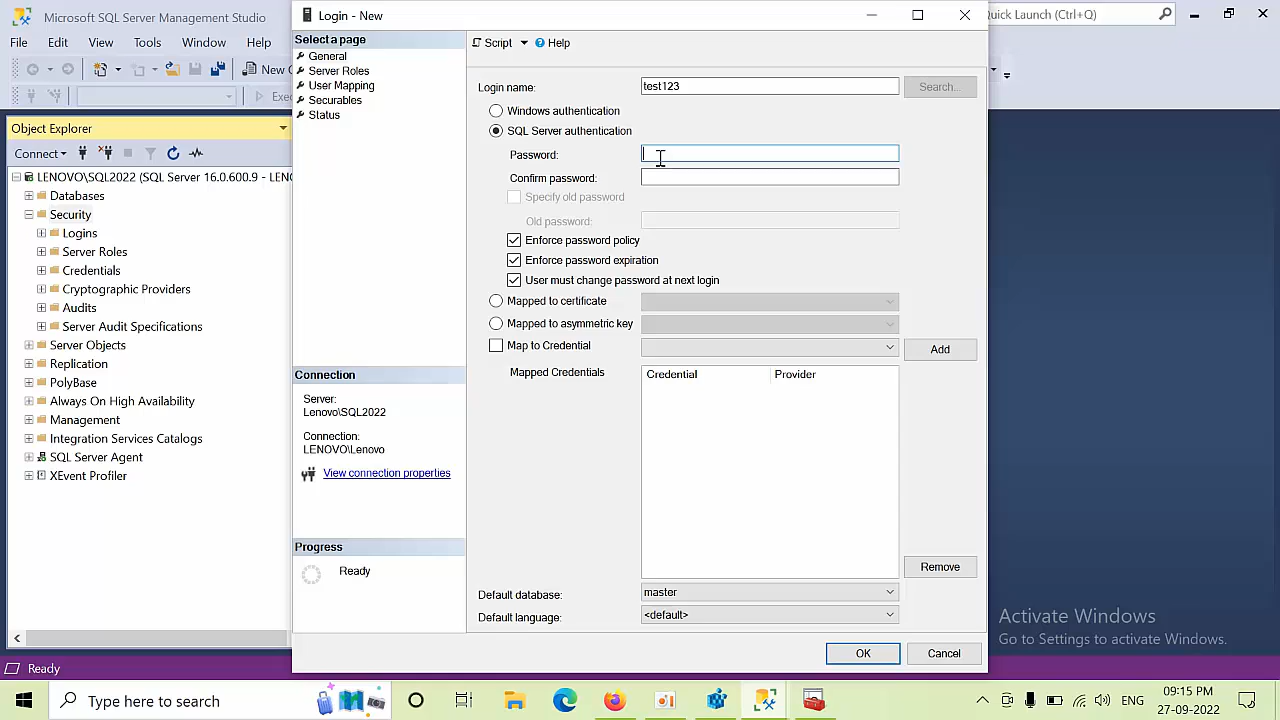 Microsoft SQL Server Management Studio
Quick Launch (Ctrl+Q)
File Edit View Tools Window Help
New
Exec
Object Explorer
Connect
LENOVO\SQL2022 (SQL Server 16.0.600.9 - LENO
Databases
Security
Logins
Server Roles
Credentials
Cryptographic Providers
Audits
Server Audit Specifications
Server Objects
Replication
PolyBase
Always On High Availability
Management
Integration Services Catalogs
SQL Server Agent
XEvent Profiler
Ready
Login - New
Select a page
General
Server Roles
User Mapping
Securables
Status
Connection
Server:
Lenovo\SQL2022
Connection:
LENOVO\Lenovo
View connection properties
Progress
Ready
Script Help
Login name: test123 Search...
Windows authentication
SQL Server authentication
Password:
Confirm password:
Specify old password
Old password:
Enforce password policy
Enforce password expiration
User must change password at next login
Mapped to certificate
Mapped to asymmetric key
Map to Credential Add
Mapped Credentials Credential Provider
Remove
Default database: master
Default language: <default>
OK Cancel
Activate Windows
Go to Settings to activate Windows.
Type here to search
ENG
09:15 PM
27-09-2022